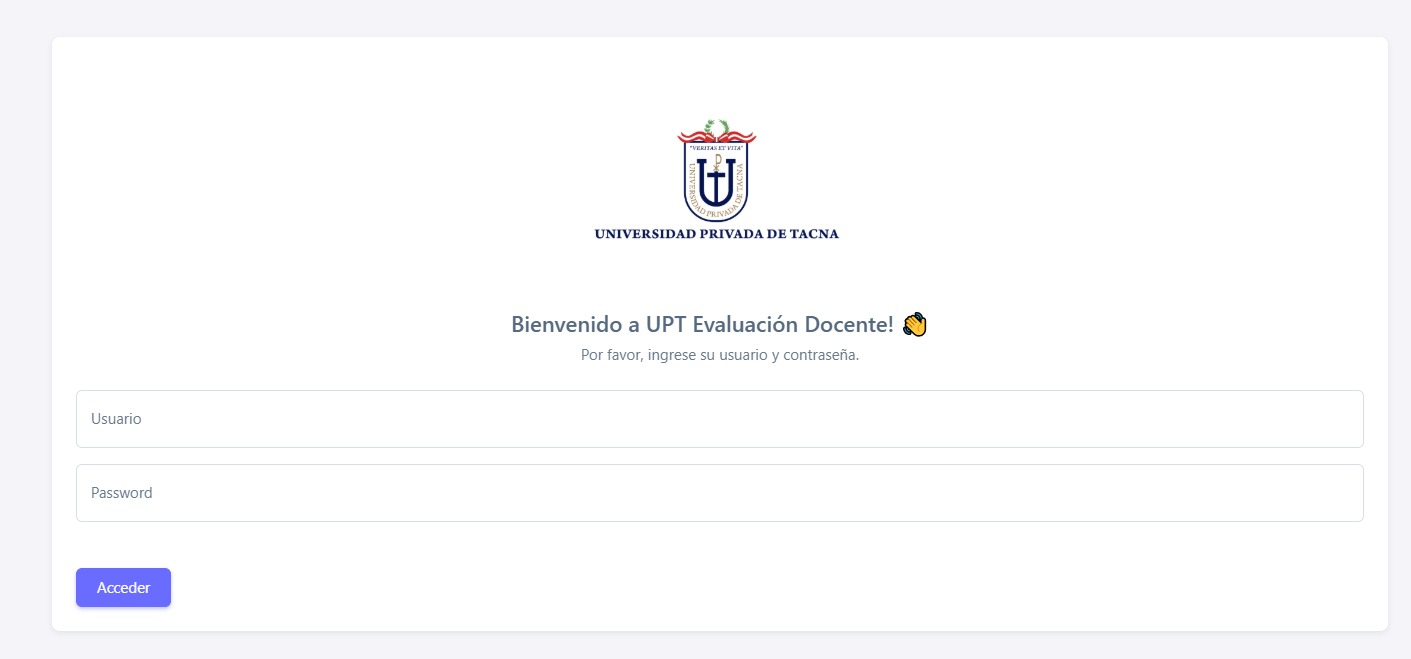 "VERITAS ET VITA"
UNIVERSIDAD PRIVADA DE TACNA
UNIVERSIDAD PRIVADA DE TACNA
Bienvenido a UPT Evaluación Docente! 👋
Por favor, ingrese su usuario y contraseña.
Usuario
Password
Acceder